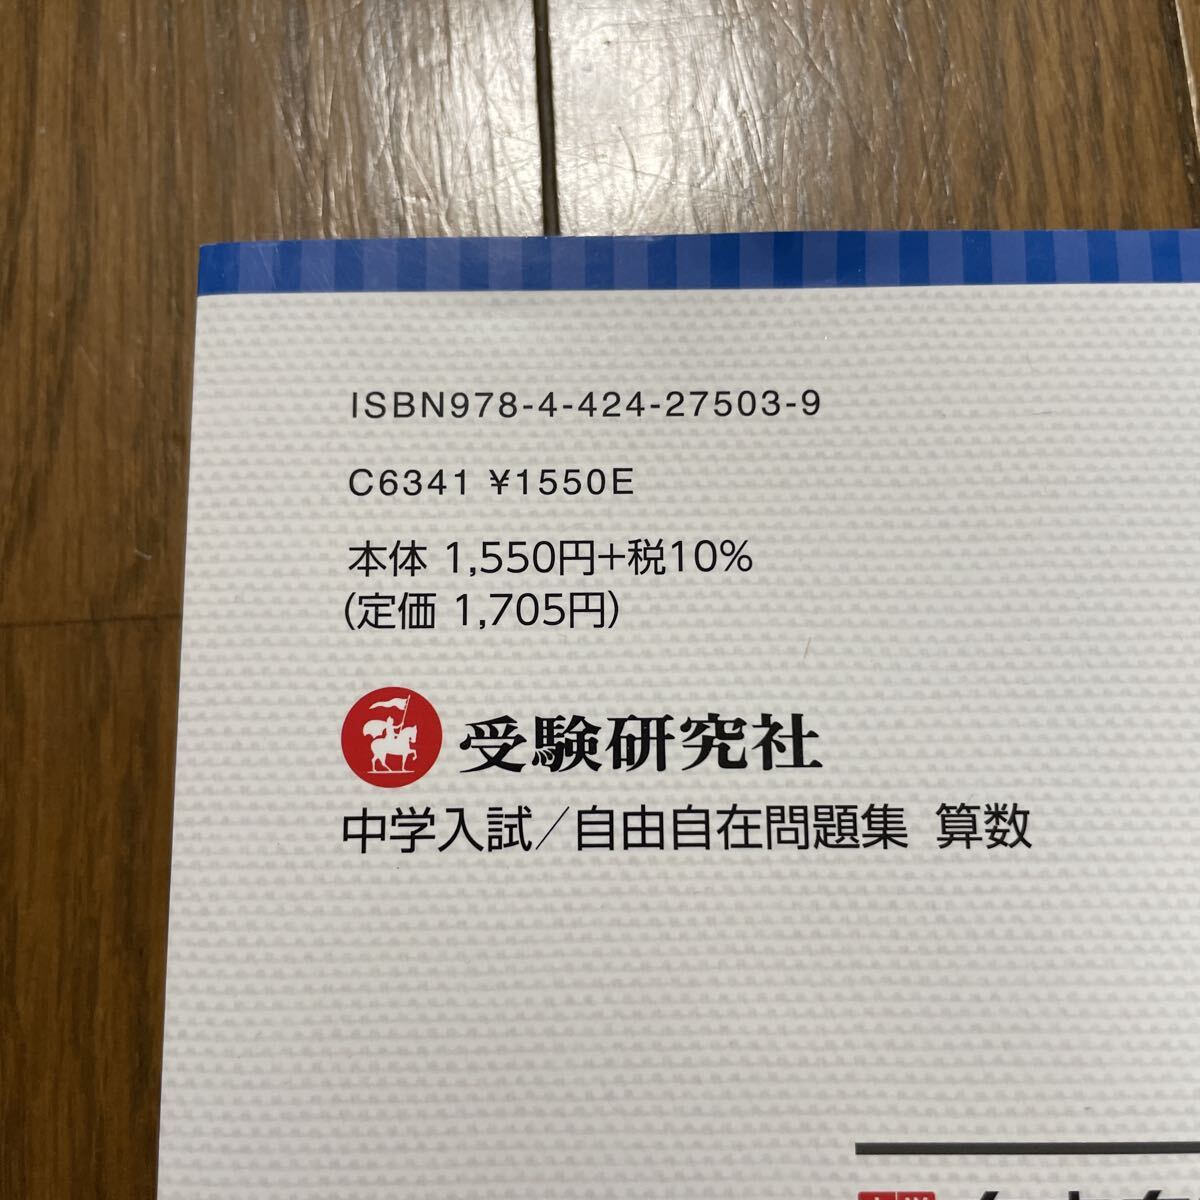 ISBN978-4-424-27503-9
C6341 ¥1550E
本体 1,550円+税10%
(定価 1,705円)
受験研究社
中学入試/自由自在問題集 算数